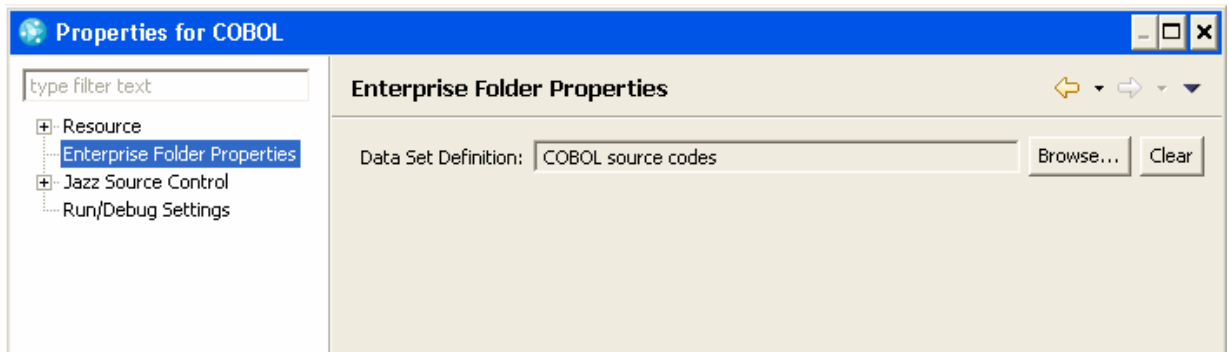 Properties for COBOL
type filter text
Resource
Enterprise Folder Properties
Jazz Source Control
Run/Debug Settings
Enterprise Folder Properties
Data Set Definition: COBOL source codes Browse... Clear